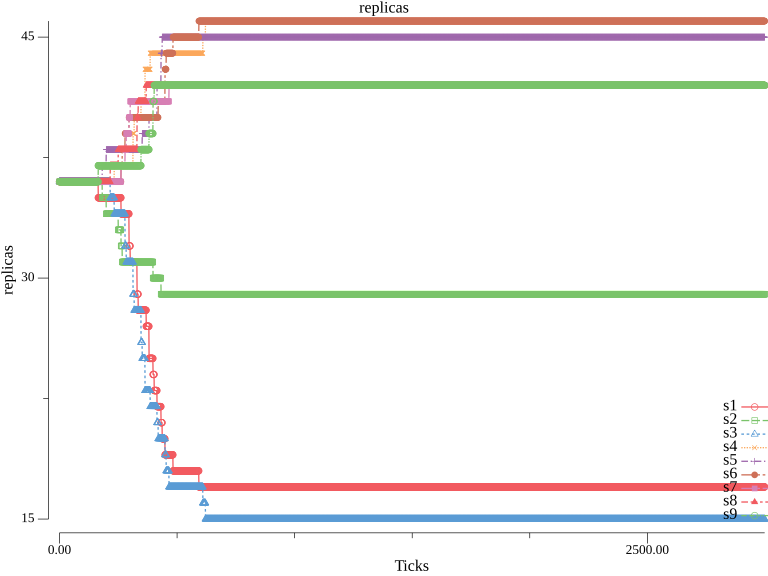 replicas
45
30
15
replicas
0.00
2500.00
Ticks
s1
s2
s3
s4
s5
s6
s7
s8
s9